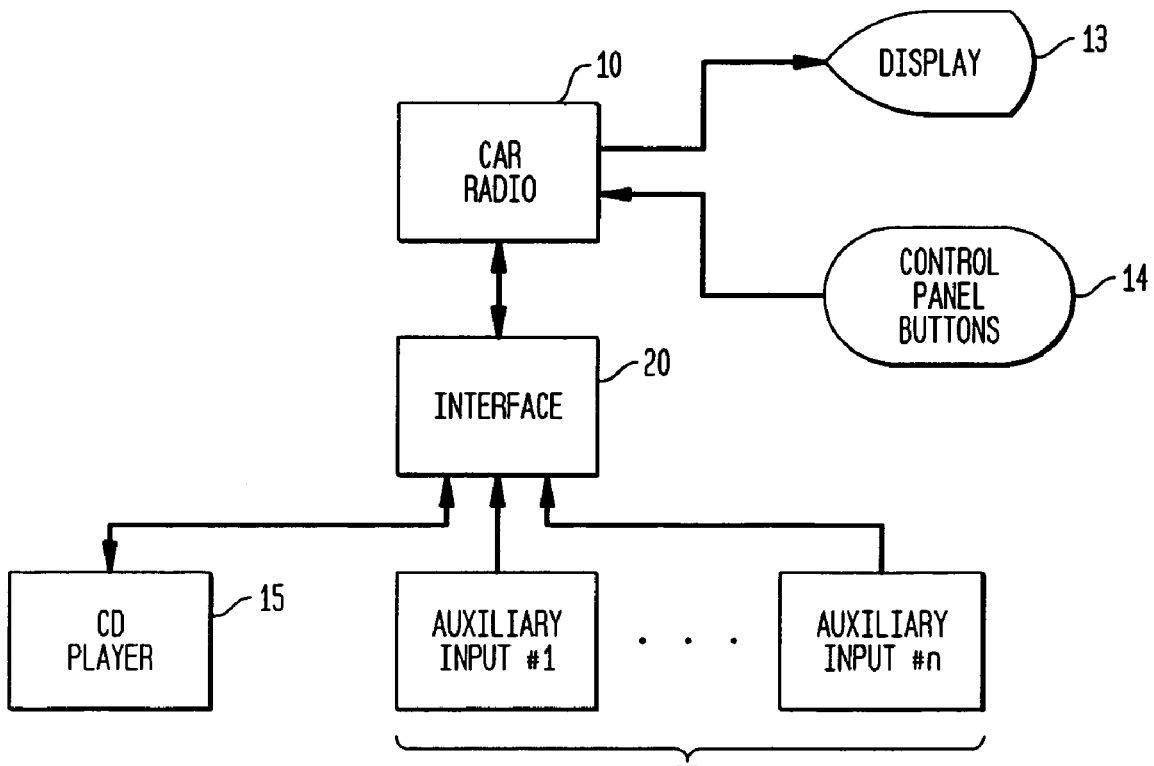 13
DISPLAY
10
CAR
RADIO
CONTROL
PANEL
BUTTONS
14
20
INTERFACE
15
CD
PLAYER
AUXILIARY
INPUT #1
. . .
AUXILIARY
INPUT #n